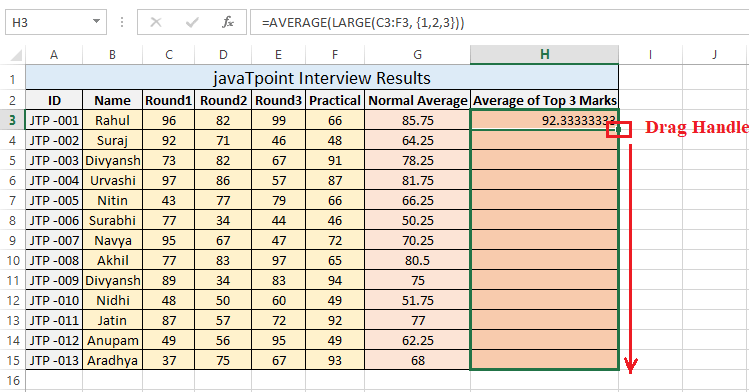 H3 =AVERAGE(LARGE(C3:F3, {1,2,3}))
A B C D E F G H I J
1 javaTpoint Interview Results
2 ID Name Round1 Round2 Round3 Practical Normal Average Average of Top 3 Marks
3 JTP -001 Rahul 96 82 99 66 85.75 92.33333333 Drag Handle
4 JTP -002 Suraj 92 71 46 48 64.25
5 JTP -003 Divyansh 73 82 67 91 78.25
6 JTP -004 Urvashi 97 86 57 87 81.75
7 JTP -005 Nitin 43 77 79 66 66.25
8 JTP -006 Surabhi 77 34 44 46 50.25
9 JTP -007 Navya 95 67 47 72 70.25
10 JTP -008 Akhil 77 83 97 65 80.5
11 JTP -009 Divyansh 89 34 83 94 75
12 JTP -010 Nidhi 48 50 60 49 51.75
13 JTP -011 Jatin 87 57 72 92 77
14 JTP -012 Anupam 49 56 95 49 62.25
15 JTP -013 Aradhya 37 75 67 93 68
16